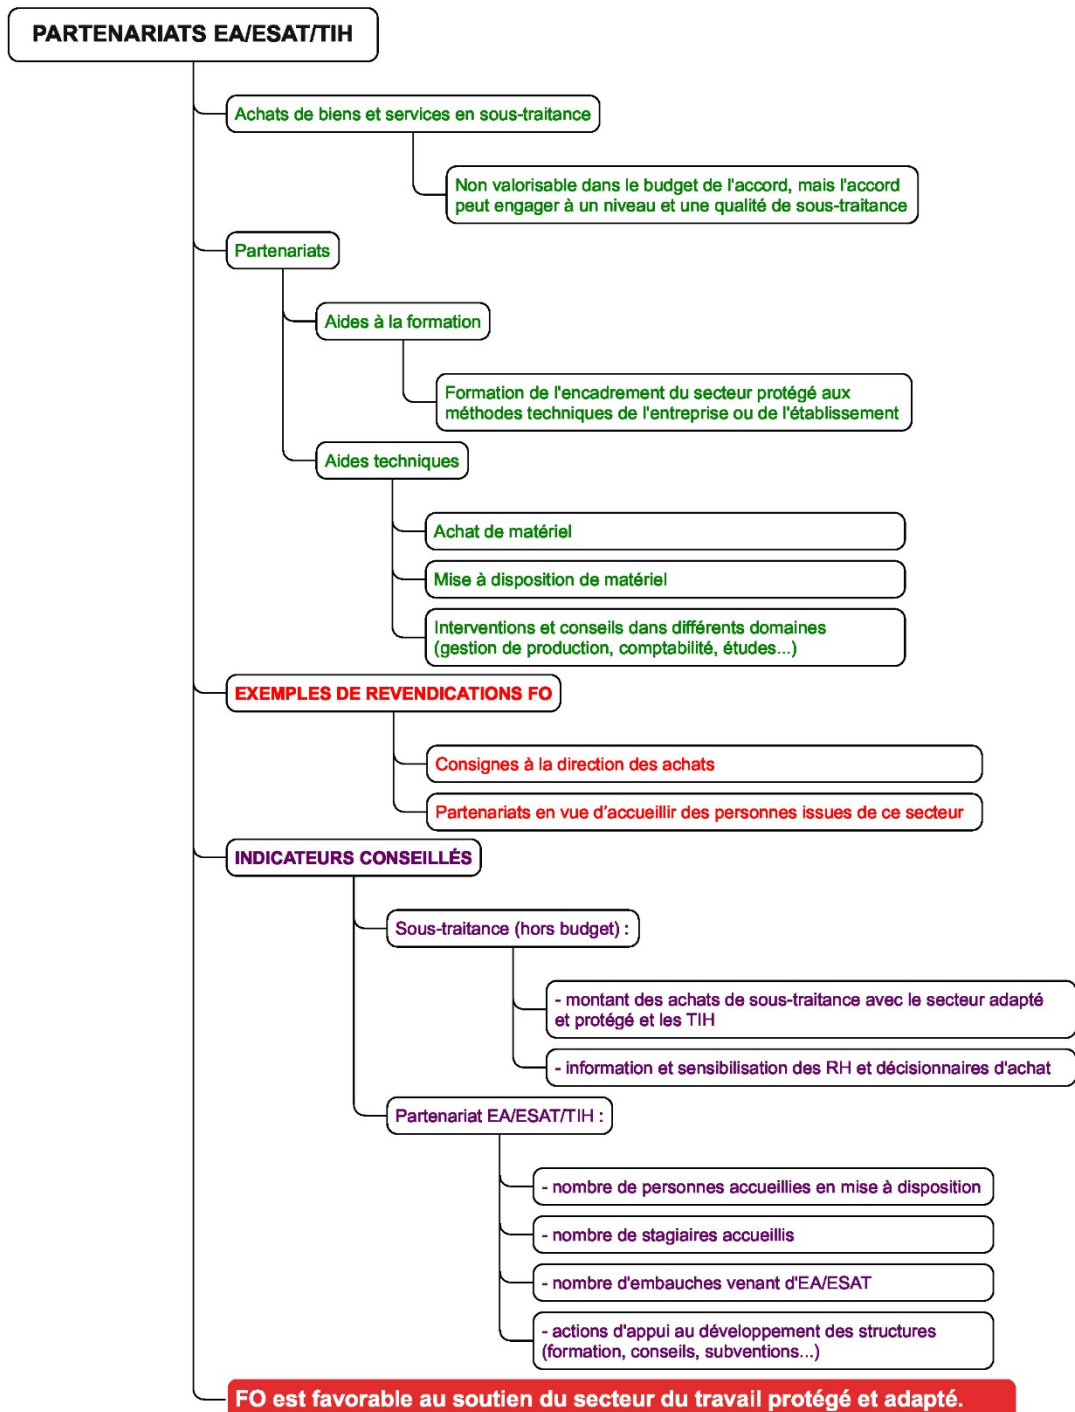 PARTENARIATS EA/ESAT/TIH
Achats de biens et services en sous-traitance
Non valorisable dans le budget de l'accord, mais l'accord
peut engager à un niveau et une qualité de sous-traitance
Partenariats
Aides à la formation
Formation de l'encadrement du secteur protégé aux
méthodes techniques de l'entreprise ou de l'établissement
Aides techniques
Achat de matériel
Mise à disposition de matériel
Interventions et conseils dans différents domaines
(gestion de production, comptabilité, études...)
EXEMPLES DE REVENDICATIONS FO
Consignes à la direction des achats
Partenariats en vue d'accueillir des personnes issues de ce secteur
INDICATEURS CONSEILLÉS
Sous-traitance (hors budget) :
- montant des achats de sous-traitance avec le secteur adapté
et protégé et les TIH
- information et sensibilisation des RH et décisionnaires d'achat
Partenariat EA/ESAT/TIH :
- nombre de personnes accueillies en mise à disposition
- nombre de stagiaires accueillis
- nombre d'embauches venant d'EA/ESAT
- actions d'appui au développement des structures
(formation, conseils, subventions...)
FO est favorable au soutien du secteur du travail protégé et adapté.